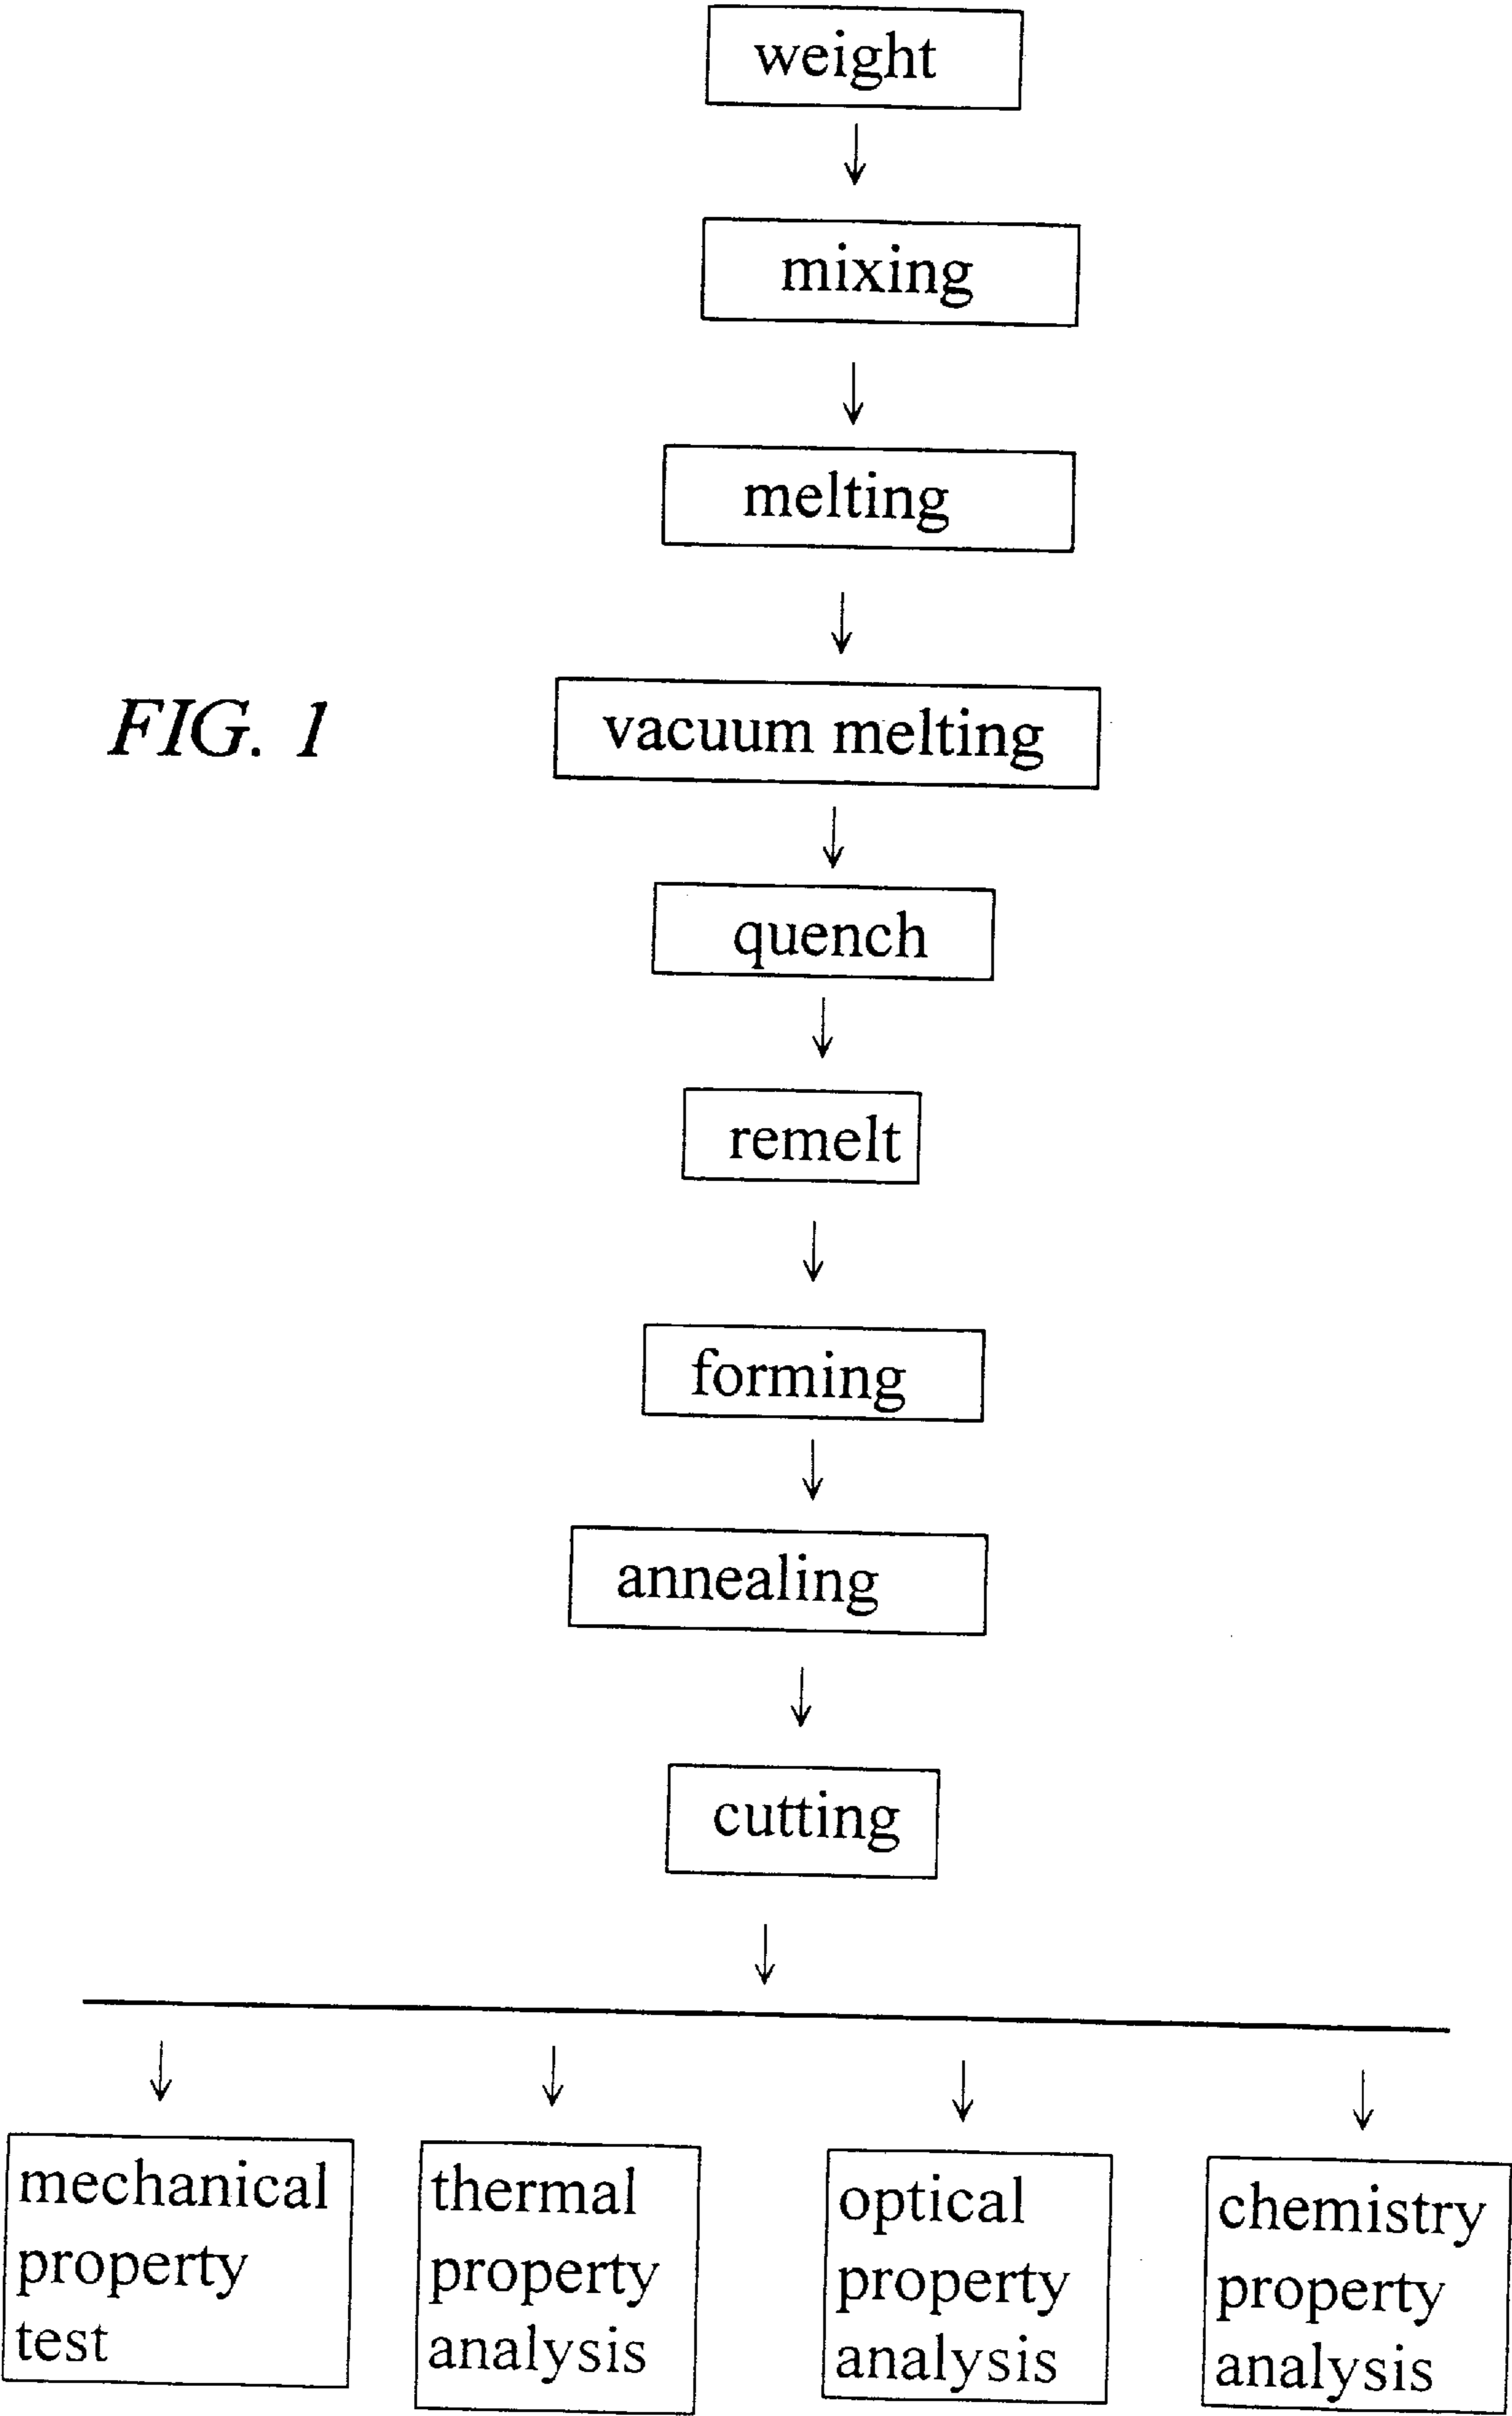 weight
mixing
melting
FIG. 1
vacuum melting
quench
remelt
forming
annealing
cutting
mechanical
property
test
thermal
property
analysis
optical
property
analysis
chemistry
property
analysis